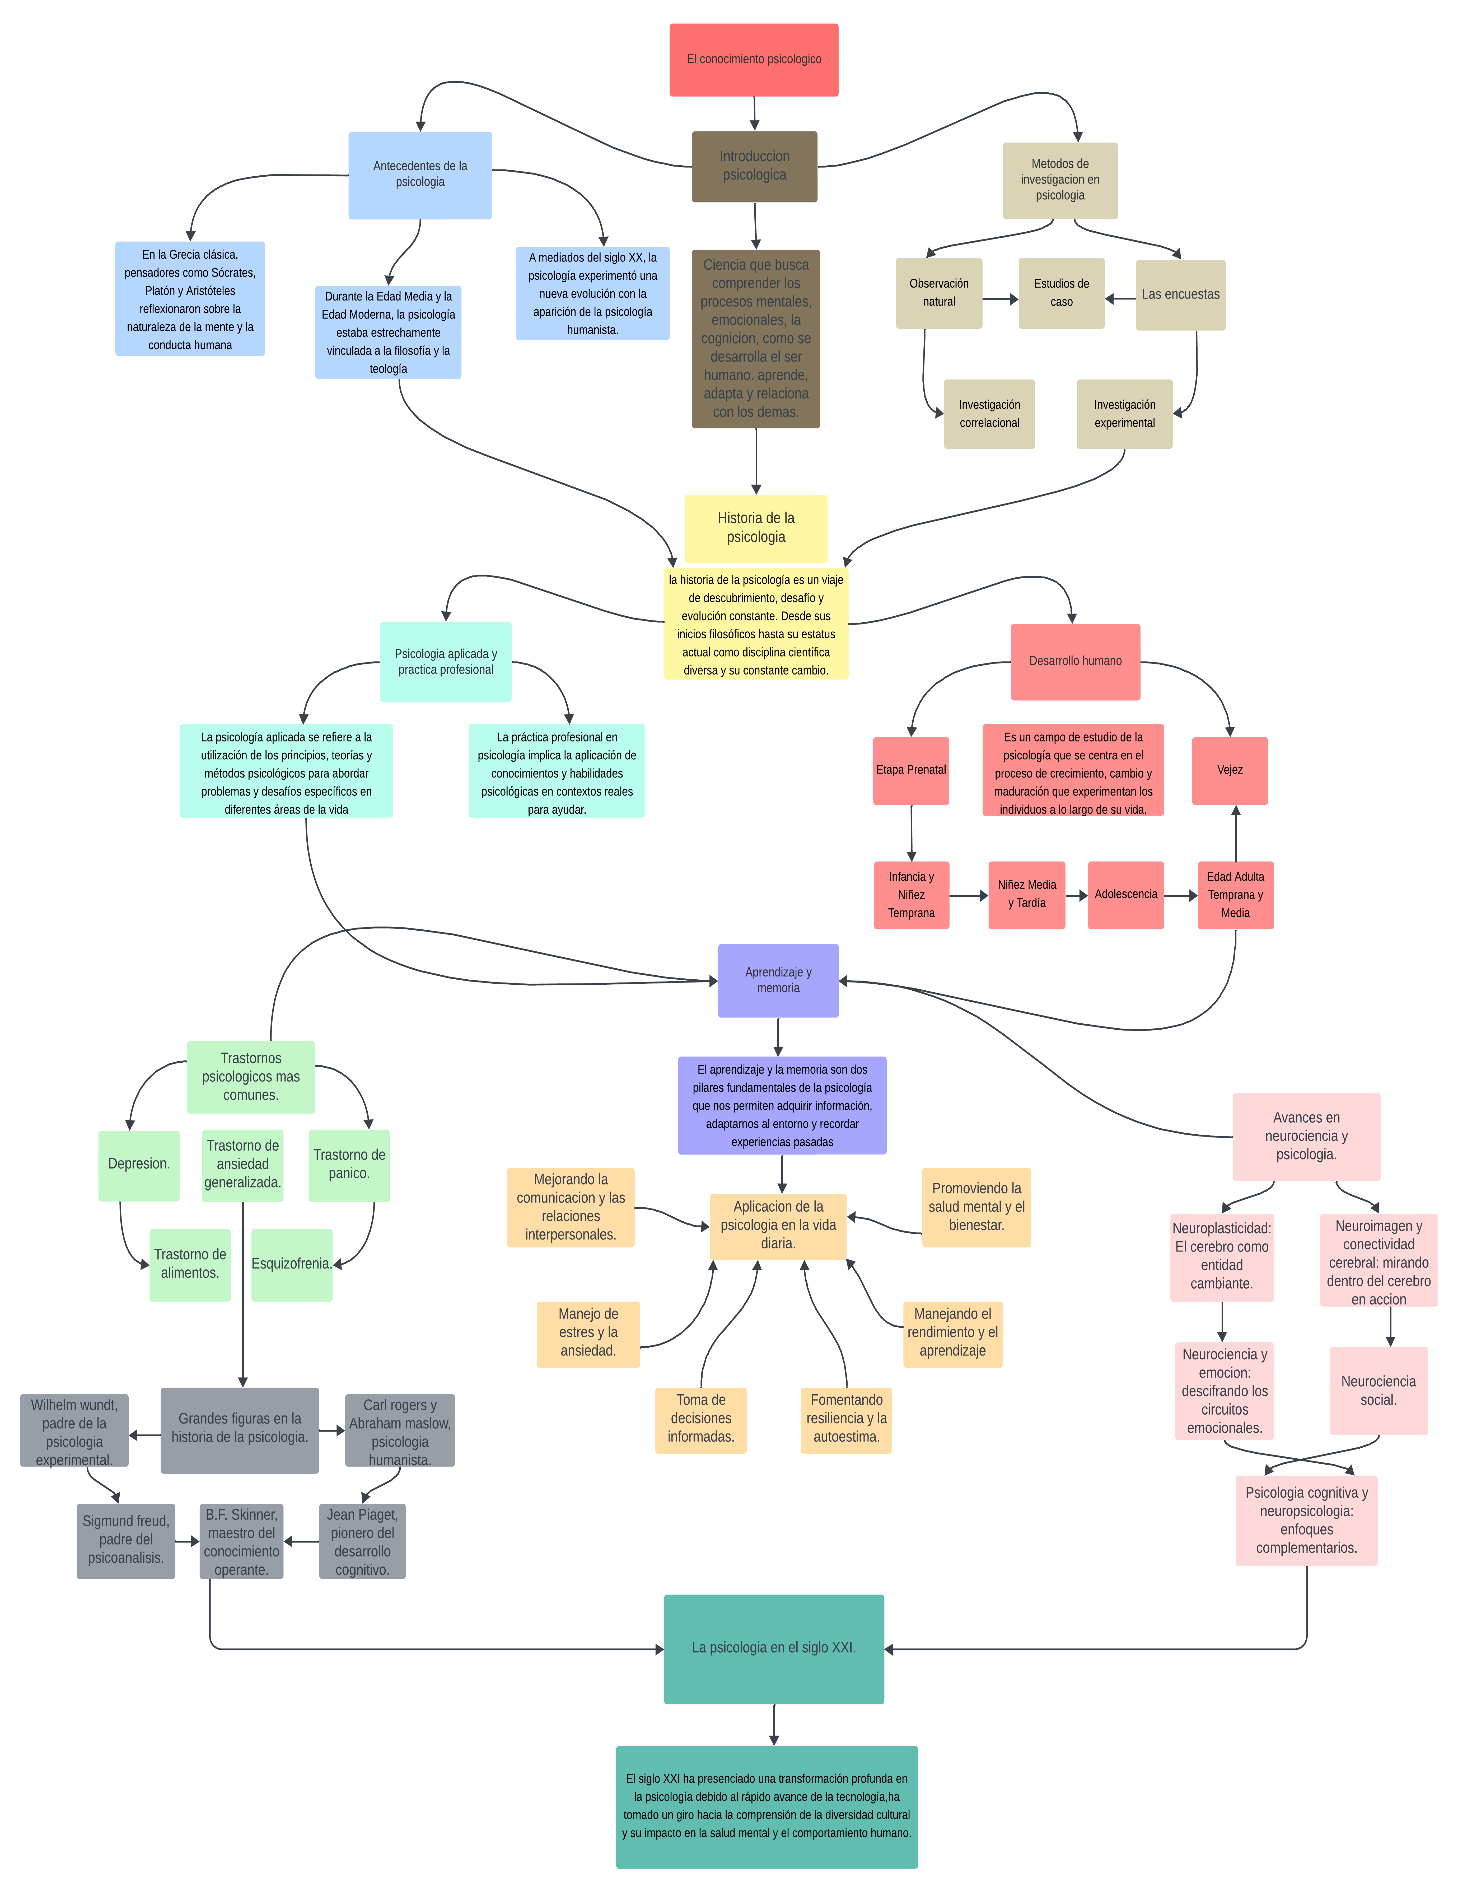 El conocimiento psicologico
Introduccion
psicologica
Antecedentes de la
psicologia
Metodos de
investigacion en
psicologia
En la Grecia clásica,
pensadores como Sócrates,
Platón y Aristóteles
reflexionaron sobre la
naturaleza de la mente y la
conducta humana
Durante la Edad Media y la
Edad Moderna, la psicología
estaba estrechamente
vinculada a la filosofía y la
teología
A mediados del siglo XX, la
psicología experimentó una
nueva evolución con la
aparición de la psicología
humanista.
Ciencia que busca
comprender los
procesos mentales,
emocionales, la
cognicion, como se
desarrolla el ser
humano. aprende,
adapta y relaciona
con los demas.
Observación
natural
Estudios de
caso
Las encuestas
Investigación
correlacional
Investigación
experimental
Historia de la
psicologia
la historia de la psicología es un viaje
de descubrimiento, desafío y
evolución constante. Desde sus
inicios filosóficos hasta su estatus
actual como disciplina científica
diversa y su constante cambio.
Psicologia aplicada y
practica profesional
Desarrollo humano
La psicología aplicada se refiere a la
utilización de los principios, teorías y
métodos psicológicos para abordar
problemas y desafíos específicos en
diferentes áreas de la vida
La práctica profesional en
psicología implica la aplicación de
conocimientos y habilidades
psicológicas en contextos reales
para ayudar.
Etapa Prenatal
Es un campo de estudio de la
psicología que se centra en el
proceso de crecimiento, cambio y
maduración que experimentan los
individuos a lo largo de su vida.
Vejez
Infancia y
Niñez
Temprana
Niñez Media
y Tardía
Adolescencia
Edad Adulta
Temprana y
Media
Aprendizaje y
memoria
Trastornos
psicologicos mas
comunes.
El aprendizaje y la memoria son dos
pilares fundamentales de la psicología
que nos permiten adquirir información,
adaptarnos al entorno y recordar
experiencias pasadas
Avances en
neurociencia y
psicologia.
Depresion.
Trastorno de
ansiedad
generalizada.
Trastorno de
panico.
Trastorno de
alimentos.
Esquizofrenia.
Mejorando la
comunicacion y las
relaciones
interpersonales.
Aplicacion de la
psicologia en la vida
diaria.
Promoviendo la
salud mental y el
bienestar.
Neuroplasticidad:
El cerebro como
entidad
cambiante.
Neuroimagen y
conectividad
cerebral: mirando
dentro del cerebro
en accion
Manejo de
estres y la
ansiedad.
Manejando el
rendimiento y el
aprendizaje
Toma de
decisiones
informadas.
Fomentando
resiliencia y la
autoestima.
Neurociencia y
emocion:
descifrando los
circuitos
emocionales.
Neurociencia
social.
Wilhelm wundt,
padre de la
psicologia
experimental.
Grandes figuras en la
historia de la psicologia.
Carl rogers y
Abraham maslow,
psicologia
humanista.
Sigmund freud,
padre del
psicoanalisis.
B.F. Skinner,
maestro del
conocimiento
operante.
Jean Piaget,
pionero del
desarrollo
cognitivo.
Psicologia cognitiva y
neuropsicologia:
enfoques
complementarios.
La psicologia en el siglo XXI.
El siglo XXI ha presenciado una transformación profunda en
la psicología debido al rápido avance de la tecnología,ha
tomado un giro hacia la comprensión de la diversidad cultural
y su impacto en la salud mental y el comportamiento humano.